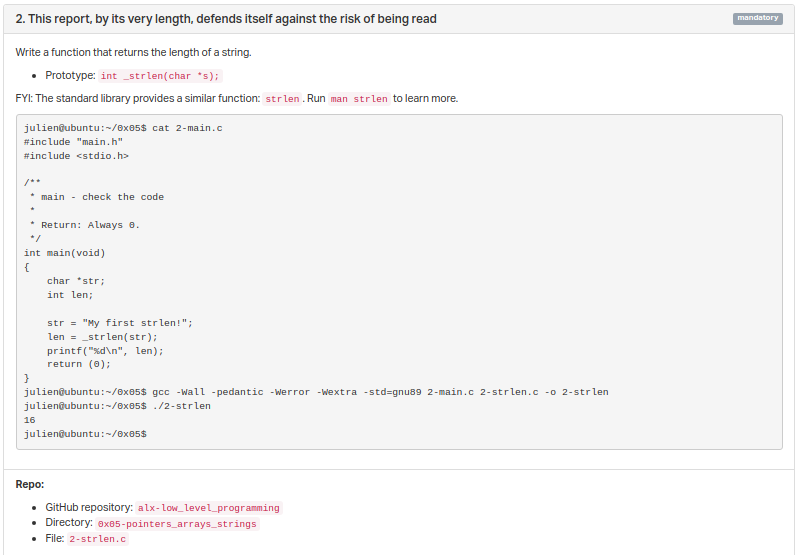 2. This report, by its very length, defends itself against the risk of being read
mandatory
Write a function that returns the length of a string.
Prototype: int _strlen(char *s);
FYI: The standard library provides a similar function: strlen. Run man strlen to learn more.
julien@ubuntu:~/0x05$ cat 2-main.c
#include "main.h"
#include <stdio.h>
/**
 * main - check the code
 *
 * Return: Always 0.
 */
int main(void)
{
    char *str;
    int len;
    str = "My first strlen!";
    len = _strlen(str);
    printf("%d\n", len);
    return (0);
}
julien@ubuntu:~/0x05$ gcc -Wall -pedantic -Werror -Wextra -std=gnu89 2-main.c 2-strlen.c -o 2-strlen
julien@ubuntu:~/0x05$ ./2-strlen
16
julien@ubuntu:~/0x05$
Repo:
GitHub repository: alx-low_level_programming
Directory: 0x05-pointers_arrays_strings
File: 2-strlen.c